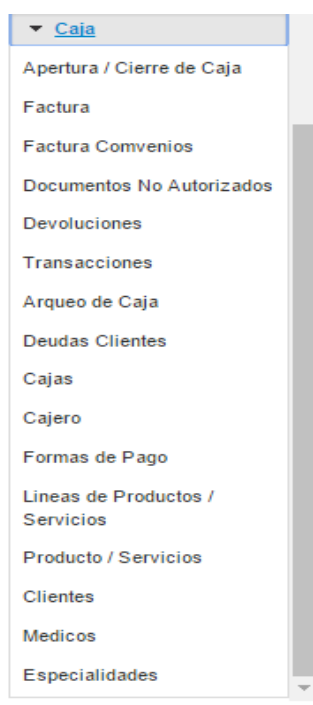 Caja
Apertura / Cierre de Caja
Factura
Factura Comvenios
Documentos No Autorizados
Devoluciones
Transacciones
Arqueo de Caja
Deudas Clientes
Cajas
Cajero
Formas de Pago
Lineas de Productos /
Servicios
Producto / Servicios
Clientes
Medicos
Especialidades